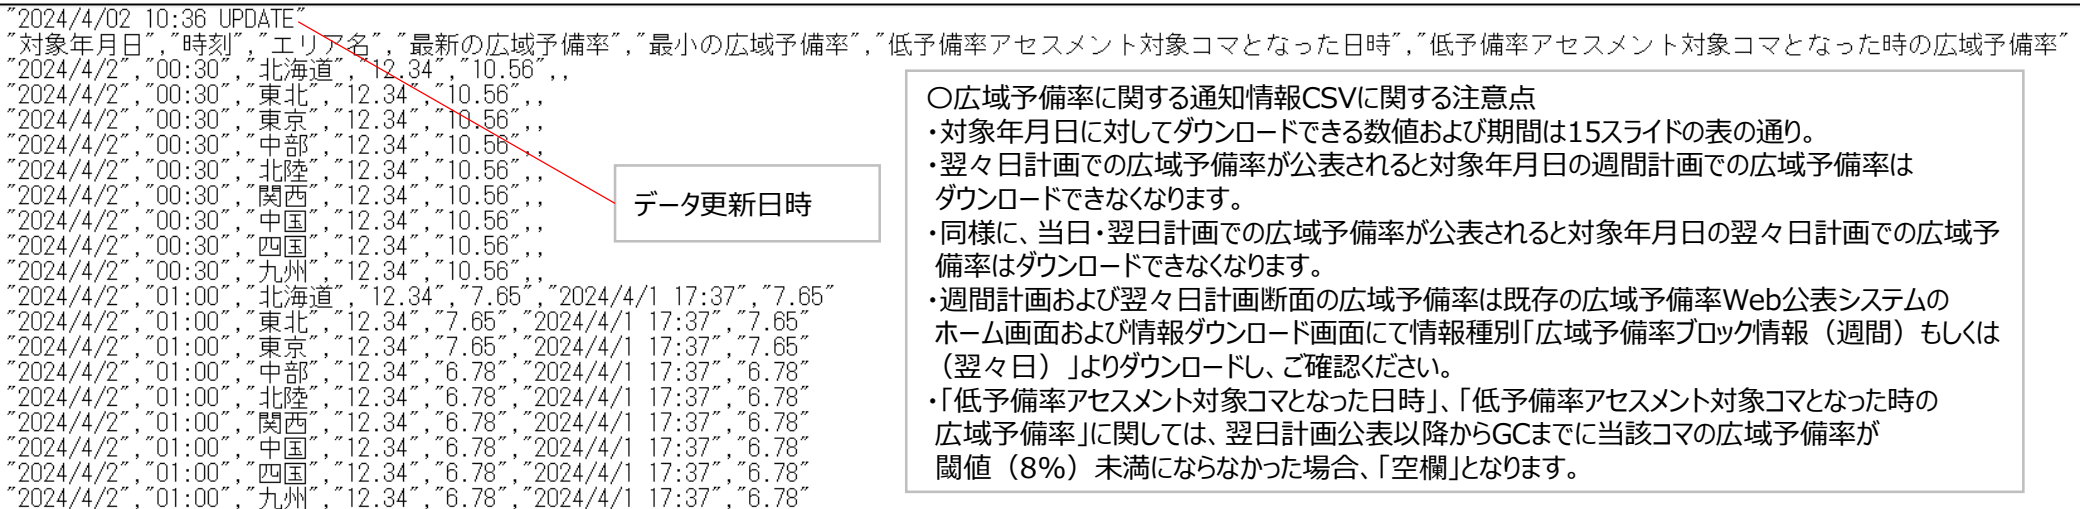 "2024/4/02 10:36 UPDATE"
"対象年月日","時刻","エリア名","最新の広域予備率","最小の広域予備率","低予備率アセスメント対象コマとなった日時","低予備率アセスメント対象コマとなった時の広域予備率"
"2024/4/2","00:30","北海道","12.34","10.56",,
"2024/4/2","00:30","東北","12.34","10.56",,
"2024/4/2","00:30","東京","12.34","10.56",,
"2024/4/2","00:30","中部","12.34","10.56",,
"2024/4/2","00:30","北陸","12.34","10.56",,
"2024/4/2","00:30","関西","12.34","10.56",,
"2024/4/2","00:30","中国","12.34","10.56",,
"2024/4/2","00:30","四国","12.34","10.56",,
"2024/4/2","00:30","九州","12.34","10.56",,
"2024/4/2","01:00","北海道","12.34","7.65","2024/4/1 17:37","7.65"
"2024/4/2","01:00","東北","12.34","7.65","2024/4/1 17:37","7.65"
"2024/4/2","01:00","東京","12.34","7.65","2024/4/1 17:37","7.65"
"2024/4/2","01:00","中部","12.34","6.78","2024/4/1 17:37","6.78"
"2024/4/2","01:00","北陸","12.34","6.78","2024/4/1 17:37","6.78"
"2024/4/2","01:00","関西","12.34","6.78","2024/4/1 17:37","6.78"
"2024/4/2","01:00","中国","12.34","6.78","2024/4/1 17:37","6.78"
"2024/4/2","01:00","四国","12.34","6.78","2024/4/1 17:37","6.78"
"2024/4/2","01:00","九州","12.34","6.78","2024/4/1 17:37","6.78"
データ更新日時
○広域予備率に関する通知情報CSVに関する注意点
・対象年月日に対してダウンロードできる数値および期間は15スライドの表の通り。
・翌々日計画での広域予備率が公表されると対象年月日の週間計画での広域予備率は
ダウンロードできなくなります。
・同様に、当日・翌日計画での広域予備率が公表されると対象年月日の翌々日計画での広域予
備率はダウンロードできなくなります。
・週間計画および翌々日計画断面の広域予備率は既存の広域予備率Web公表システムの
ホーム画面および情報ダウンロード画面にて情報種別「広域予備率ブロック情報（週間）もしくは
（翌々日）」よりダウンロードし、ご確認ください。
・「低予備率アセスメント対象コマとなった日時」、「低予備率アセスメント対象コマとなった時の
広域予備率」に関しては、翌日計画公表以降からGCまでに当該コマの広域予備率が
閾値（8%）未満にならなかった場合、「空欄」となります。